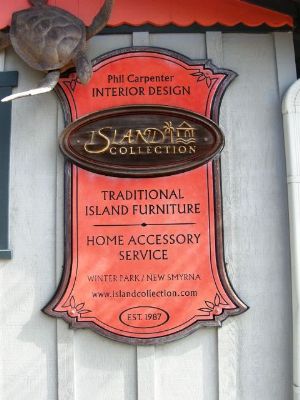 Phil Carpenter
INTERIOR DESIGN
ISLAND
COLLECTION
TRADITIONAL
ISLAND FURNITURE
HOME ACCESSORY
SERVICE
WINTER PARK / NEW SMYRNA
www.islandcollection.com
EST. 1987